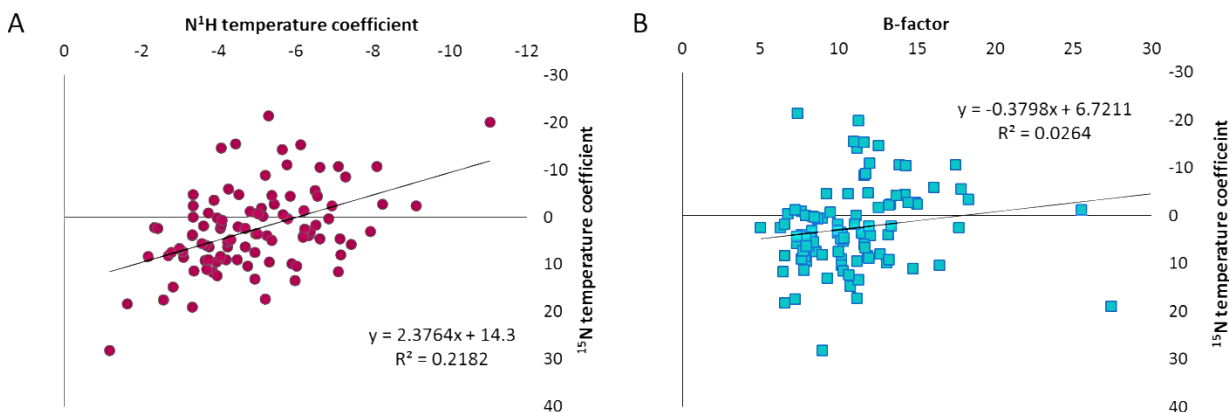 A
N¹H temperature coefficient
0 -2 -4 -6 -8 -10 -12
-30
-20
-10
0
10
20
30
40
¹⁵N temperature coefficient
y = 2.3764x + 14.3
R² = 0.2182
B
B-factor
0 5 10 15 20 25 30
-30
-20
-10
0
10
20
30
40
¹⁵N temperature coefficeint
y = -0.3798x + 6.7211
R² = 0.0264